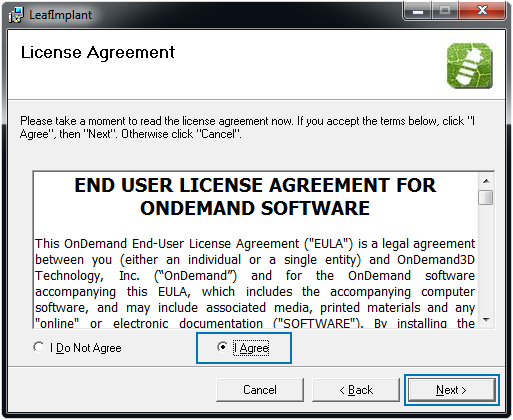 LeafImplant
License Agreement
Please take a moment to read the license agreement now. If you accept the terms below, click "I
Agree", then "Next". Otherwise click "Cancel".
END USER LICENSE AGREEMENT FOR
ONDEMAND SOFTWARE
This OnDemand End-User License Agreement ("EULA") is a legal agreement
between you (either an individual or a single entity) and OnDemand3D
Technology, Inc. (“OnDemand”) and for the OnDemand software
accompanying this EULA, which includes the accompanying computer
software, and may include associated media, printed materials and any
"online" or electronic documentation ("SOFTWARE"). By installing the
I Do Not Agree
I Agree
Cancel
< Back
Next >